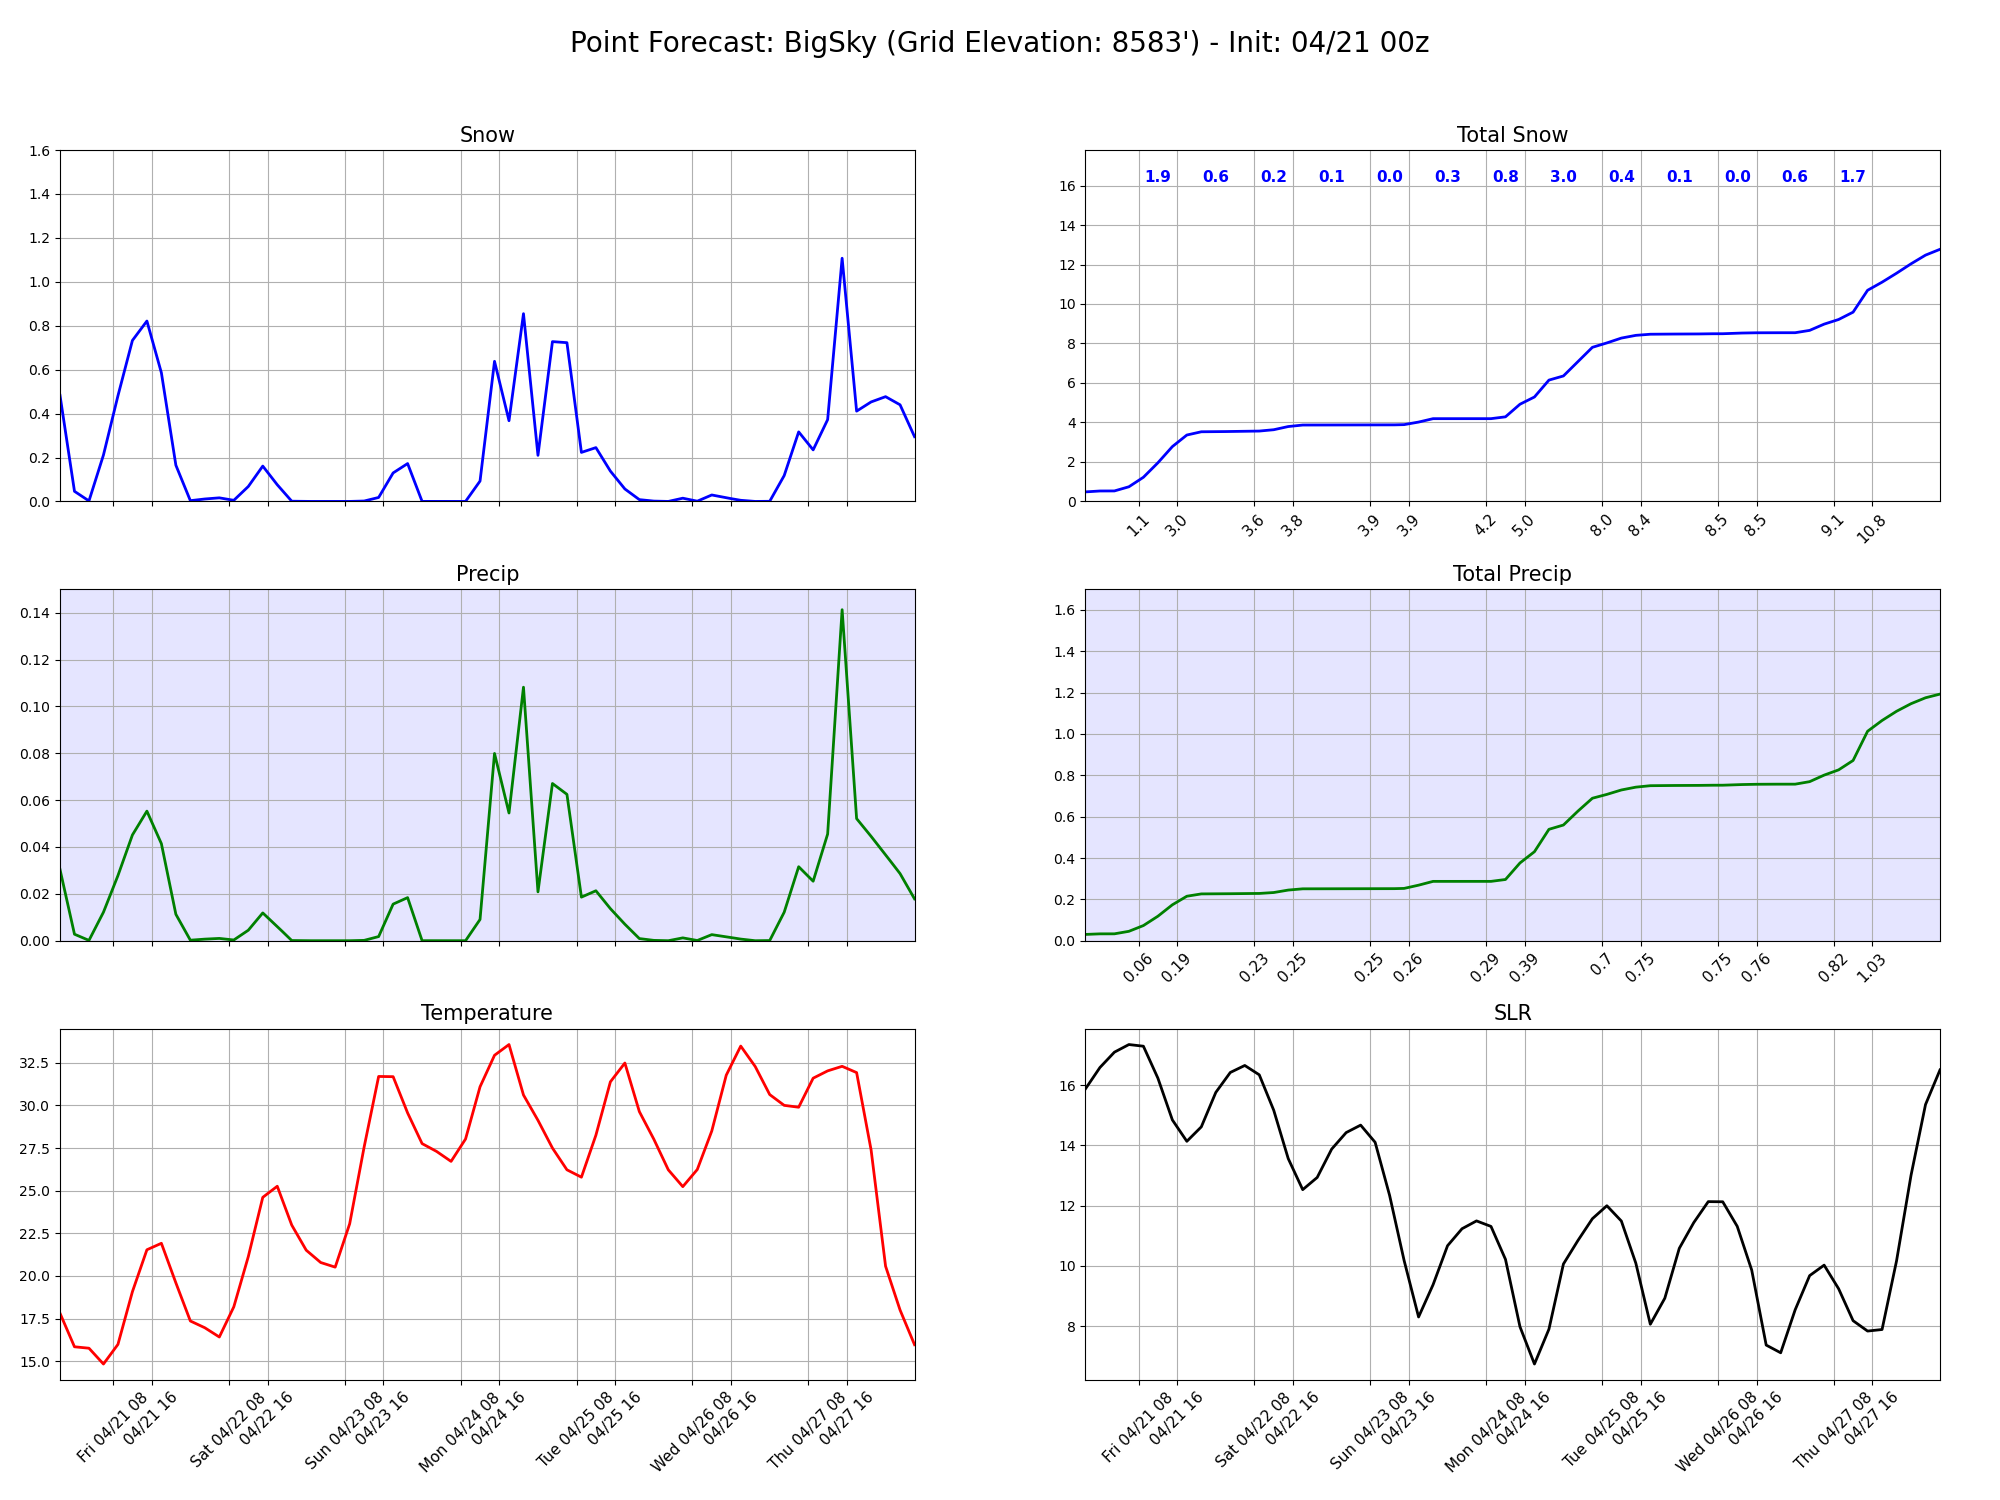 Point Forecast: BigSky (Grid Elevation: 8583') - Init: 04/21 00z
Snow
1.6
1.4
1.2
1.0
0.8
0.6
0.4
0.2
0.0
Total Snow
1.9 0.6 0.2 0.1 0.0 0.3 0.8 3.0 0.4 0.1 0.0 0.6 1.7
16
14
12
10
8
6
4
2
0
1.1 3.0 3.6 3.8 3.9 3.9 4.2 5.0 8.0 8.4 8.5 8.5 9.1 10.8
Precip
0.14
0.12
0.10
0.08
0.06
0.04
0.02
0.00
Total Precip
1.6
1.4
1.2
1.0
0.8
0.6
0.4
0.2
0.0
0.06 0.19 0.23 0.25 0.25 0.26 0.29 0.39 0.7 0.75 0.75 0.76 0.82 1.03
Temperature
32.5
30.0
27.5
25.0
22.5
20.0
17.5
15.0
Fri 04/21 08
04/21 16
Sat 04/22 08
04/22 16
Sun 04/23 08
04/23 16
Mon 04/24 08
04/24 16
Tue 04/25 08
04/25 16
Wed 04/26 08
04/26 16
Thu 04/27 08
04/27 16
SLR
16
14
12
10
8
Fri 04/21 08
04/21 16
Sat 04/22 08
04/22 16
Sun 04/23 08
04/23 16
Mon 04/24 08
04/24 16
Tue 04/25 08
04/25 16
Wed 04/26 08
04/26 16
Thu 04/27 08
04/27 16